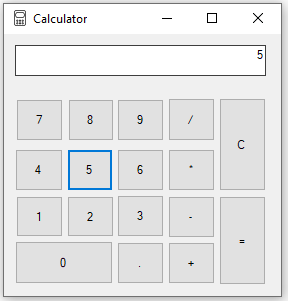 Calculator
5
7 8 9 / C
4 5 6 *
1 2 3 - =
0 . +